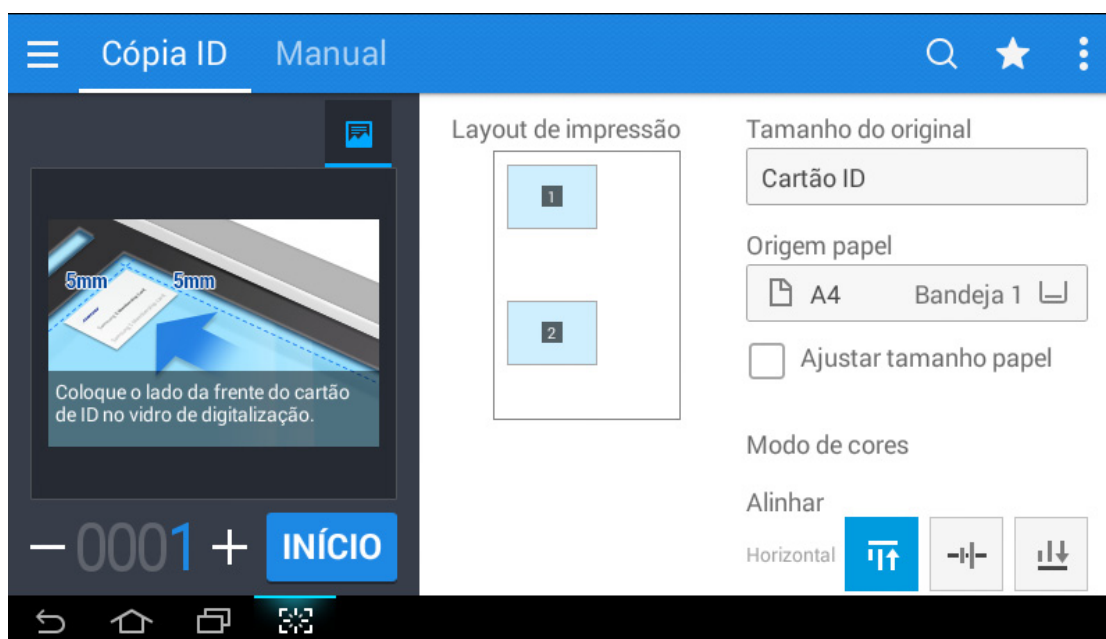 Cópia ID
Manual
5mm
5mm
Coloque o lado da frente do cartão
de ID no vidro de digitalização.
0001
INÍCIO
Layout de impressão
1
2
Tamanho do original
Cartão ID
Origem papel
A4 Bandeja 1
Ajustar tamanho papel
Modo de cores
Alinhar
Horizontal